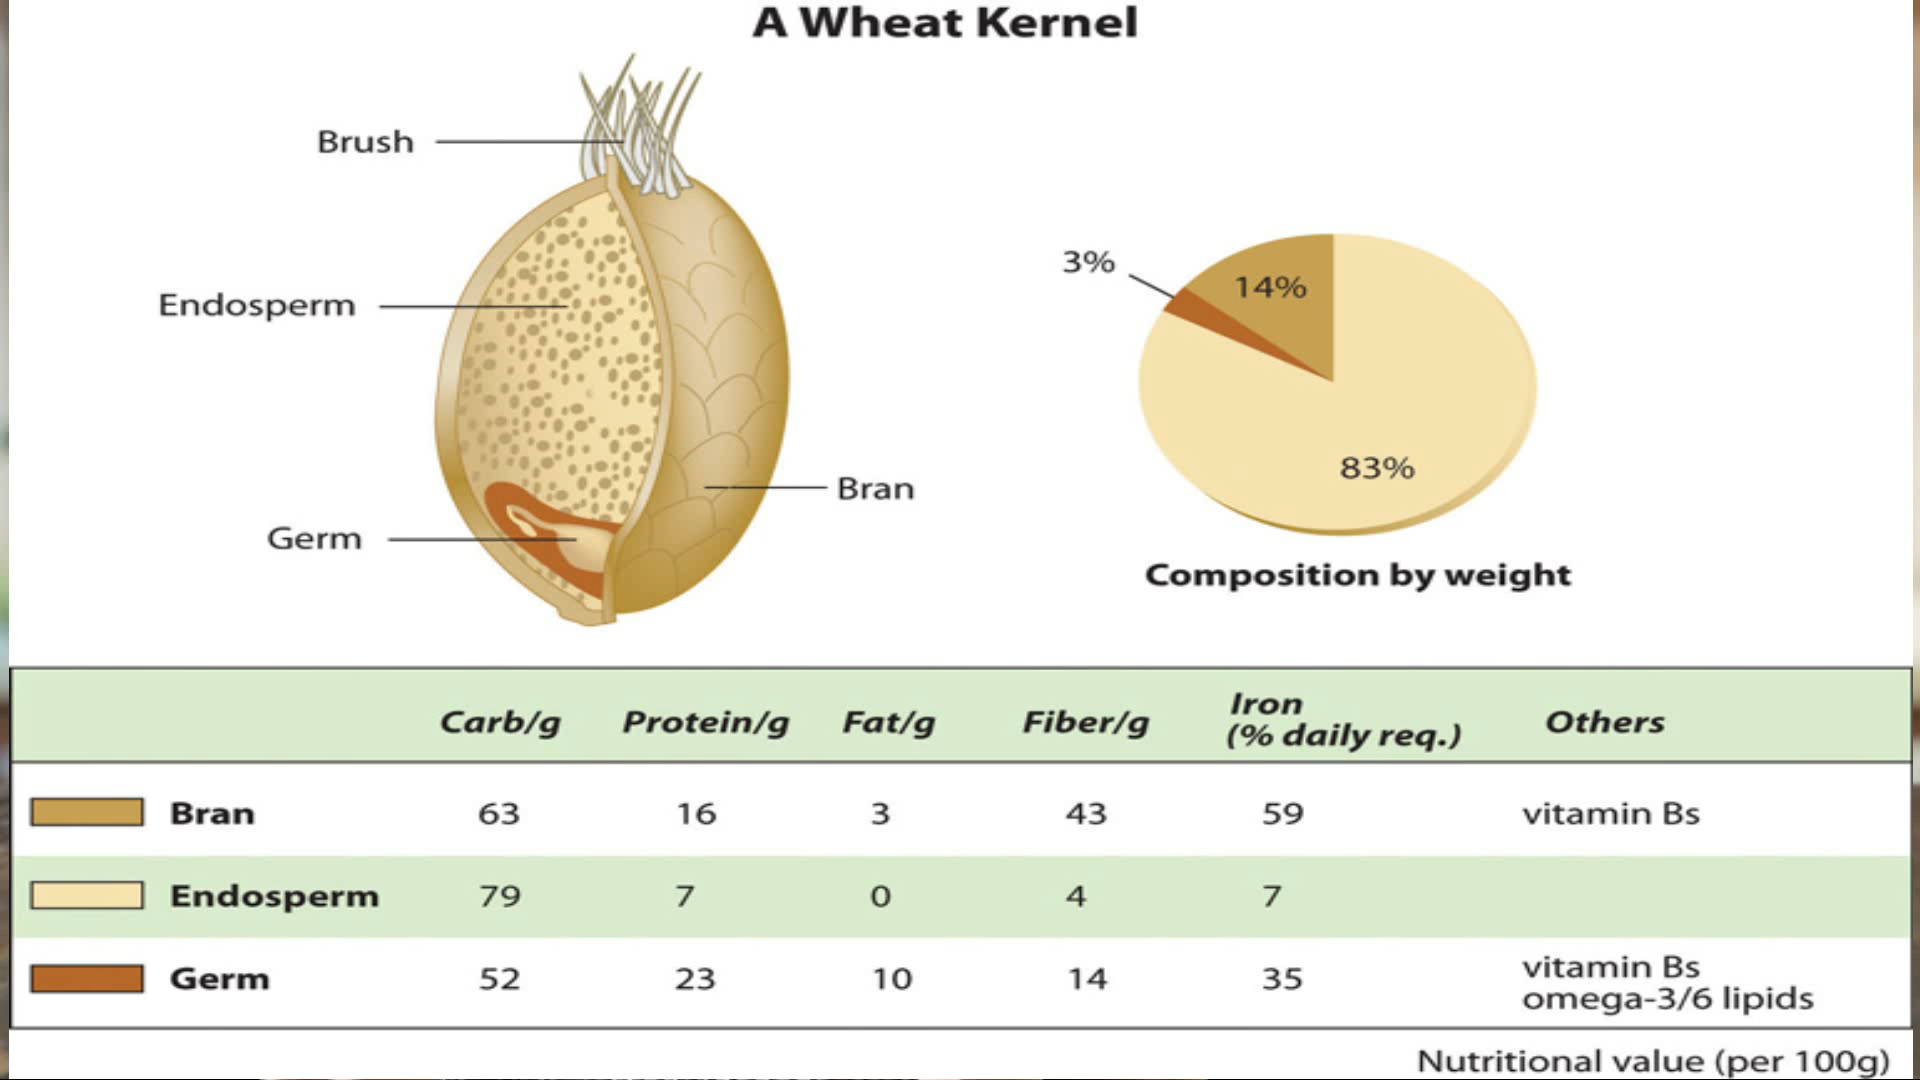 A Wheat Kernel
Brush
Endosperm
Germ
Bran
3%
14%
83%
Composition by weight
Carb/g Protein/g Fat/g Fiber/g Iron (% daily req.) Others
Bran 63 16 3 43 59 vitamin Bs
Endosperm 79 7 0 4 7
Germ 52 23 10 14 35 vitamin Bs
omega-3/6 lipids
Nutritional value (per 100g)